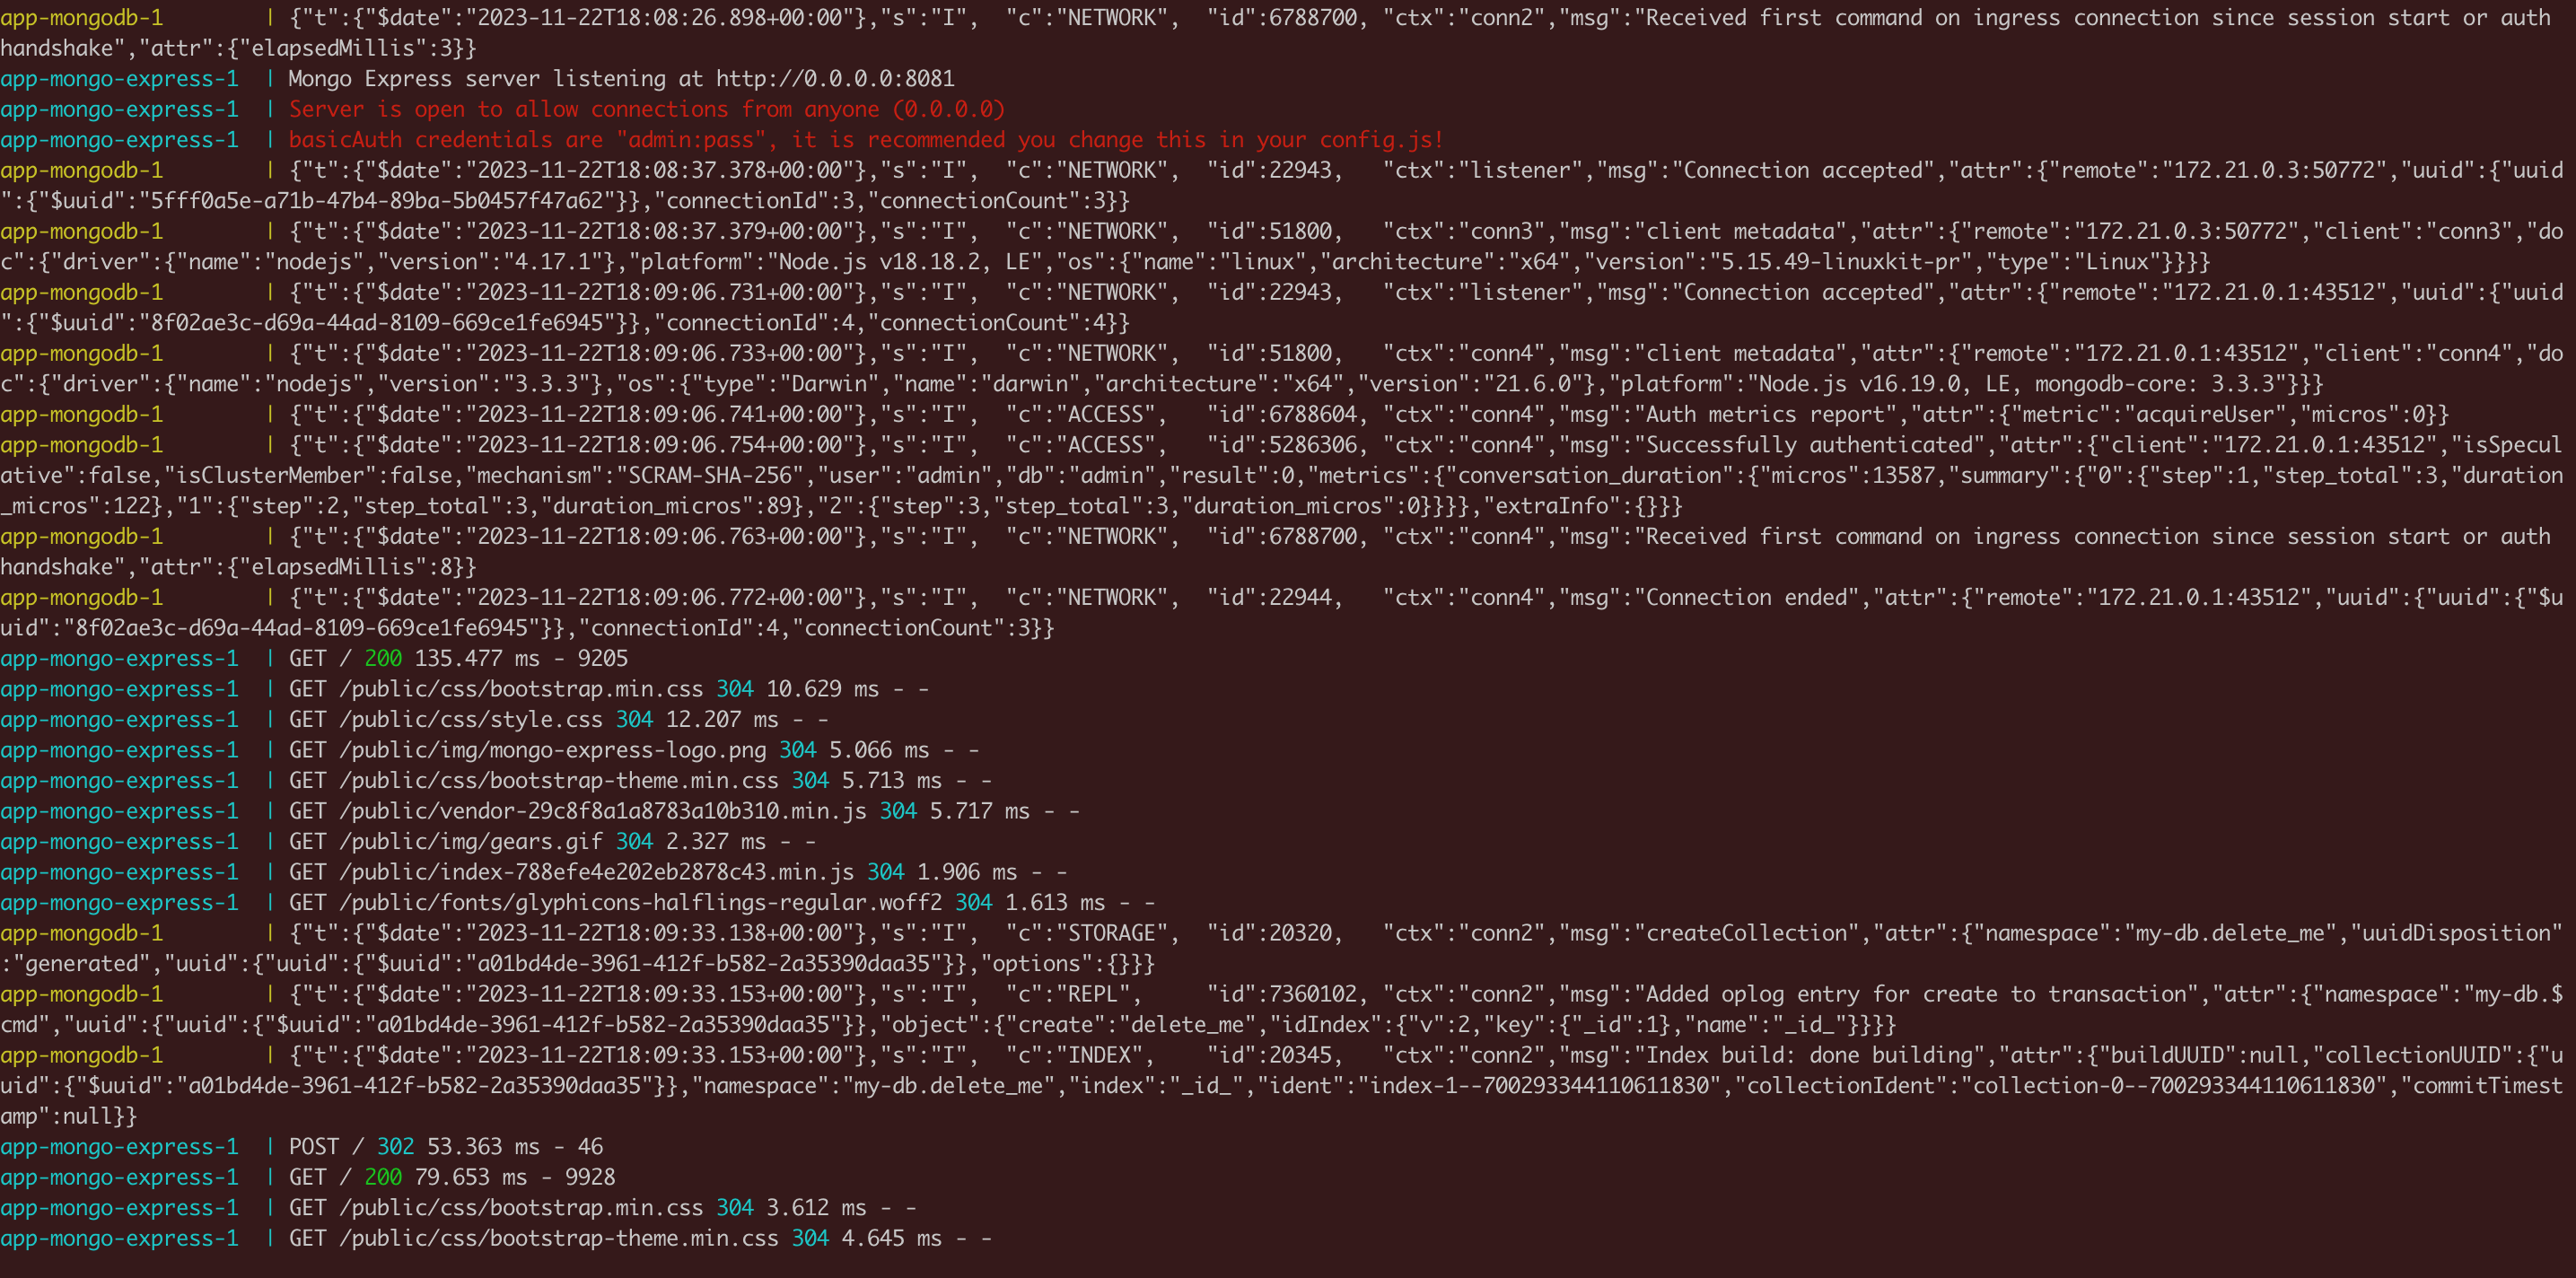 app-mongodb-1        | {"t":{"$date":"2023-11-22T18:08:26.898+00:00"},"s":"I",  "c":"NETWORK",  "id":6788700, "ctx":"conn2","msg":"Received first command on ingress connection since session start or auth
handshake","attr":{"elapsedMillis":3}}
app-mongo-express-1  | Mongo Express server listening at http://0.0.0.0:8081
app-mongo-express-1  | Server is open to allow connections from anyone (0.0.0.0)
app-mongo-express-1  | basicAuth credentials are "admin:pass", it is recommended you change this in your config.js!
app-mongodb-1        | {"t":{"$date":"2023-11-22T18:08:37.378+00:00"},"s":"I",  "c":"NETWORK",  "id":22943,   "ctx":"listener","msg":"Connection accepted","attr":{"remote":"172.21.0.3:50772","uuid":{"uuid
":{"$uuid":"5fff0a5e-a71b-47b4-89ba-5b0457f47a62"}},"connectionId":3,"connectionCount":3}}
app-mongodb-1        | {"t":{"$date":"2023-11-22T18:08:37.379+00:00"},"s":"I",  "c":"NETWORK",  "id":51800,   "ctx":"conn3","msg":"client metadata","attr":{"remote":"172.21.0.3:50772","client":"conn3","do
c":{"driver":{"name":"nodejs","version":"4.17.1"},"platform":"Node.js v18.18.2, LE","os":{"name":"linux","architecture":"x64","version":"5.15.49-linuxkit-pr","type":"Linux"}}}}
app-mongodb-1        | {"t":{"$date":"2023-11-22T18:09:06.731+00:00"},"s":"I",  "c":"NETWORK",  "id":22943,   "ctx":"listener","msg":"Connection accepted","attr":{"remote":"172.21.0.1:43512","uuid":{"uuid
":{"$uuid":"8f02ae3c-d69a-44ad-8109-669ce1fe6945"}},"connectionId":4,"connectionCount":4}}
app-mongodb-1        | {"t":{"$date":"2023-11-22T18:09:06.733+00:00"},"s":"I",  "c":"NETWORK",  "id":51800,   "ctx":"conn4","msg":"client metadata","attr":{"remote":"172.21.0.1:43512","client":"conn4","do
c":{"driver":{"name":"nodejs","version":"3.3.3"},"os":{"type":"Darwin","name":"darwin","architecture":"x64","version":"21.6.0"},"platform":"Node.js v16.19.0, LE, mongodb-core: 3.3.3"}}}
app-mongodb-1        | {"t":{"$date":"2023-11-22T18:09:06.741+00:00"},"s":"I",  "c":"ACCESS",   "id":6788604, "ctx":"conn4","msg":"Auth metrics report","attr":{"metric":"acquireUser","micros":0}}
app-mongodb-1        | {"t":{"$date":"2023-11-22T18:09:06.754+00:00"},"s":"I",  "c":"ACCESS",   "id":5286306, "ctx":"conn4","msg":"Successfully authenticated","attr":{"client":"172.21.0.1:43512","isSpecul
ative":false,"isClusterMember":false,"mechanism":"SCRAM-SHA-256","user":"admin","db":"admin","result":0,"metrics":{"conversation_duration":{"micros":13587,"summary":{"0":{"step":1,"step_total":3,"duration
_micros":122},"1":{"step":2,"step_total":3,"duration_micros":89},"2":{"step":3,"step_total":3,"duration_micros":0}}}},"extraInfo":{}}}
app-mongodb-1        | {"t":{"$date":"2023-11-22T18:09:06.763+00:00"},"s":"I",  "c":"NETWORK",  "id":6788700, "ctx":"conn4","msg":"Received first command on ingress connection since session start or auth
handshake","attr":{"elapsedMillis":8}}
app-mongodb-1        | {"t":{"$date":"2023-11-22T18:09:06.772+00:00"},"s":"I",  "c":"NETWORK",  "id":22944,   "ctx":"conn4","msg":"Connection ended","attr":{"remote":"172.21.0.1:43512","uuid":{"uuid":{"$u
uid":"8f02ae3c-d69a-44ad-8109-669ce1fe6945"}},"connectionId":4,"connectionCount":3}}
app-mongo-express-1  | GET / 200 135.477 ms - 9205
app-mongo-express-1  | GET /public/css/bootstrap.min.css 304 10.629 ms - -
app-mongo-express-1  | GET /public/css/style.css 304 12.207 ms - -
app-mongo-express-1  | GET /public/img/mongo-express-logo.png 304 5.066 ms - -
app-mongo-express-1  | GET /public/css/bootstrap-theme.min.css 304 5.713 ms - -
app-mongo-express-1  | GET /public/vendor-29c8f8a1a8783a10b310.min.js 304 5.717 ms - -
app-mongo-express-1  | GET /public/img/gears.gif 304 2.327 ms - -
app-mongo-express-1  | GET /public/index-788efe4e202eb2878c43.min.js 304 1.906 ms - -
app-mongo-express-1  | GET /public/fonts/glyphicons-halflings-regular.woff2 304 1.613 ms - -
app-mongodb-1        | {"t":{"$date":"2023-11-22T18:09:33.138+00:00"},"s":"I",  "c":"STORAGE",  "id":20320,   "ctx":"conn2","msg":"createCollection","attr":{"namespace":"my-db.delete_me","uuidDisposition"
:"generated","uuid":{"uuid":{"$uuid":"a01bd4de-3961-412f-b582-2a35390daa35"}},"options":{}}}
app-mongodb-1        | {"t":{"$date":"2023-11-22T18:09:33.153+00:00"},"s":"I",  "c":"REPL",     "id":7360102, "ctx":"conn2","msg":"Added oplog entry for create to transaction","attr":{"namespace":"my-db.$
cmd","uuid":{"uuid":{"$uuid":"a01bd4de-3961-412f-b582-2a35390daa35"}},"object":{"create":"delete_me","idIndex":{"v":2,"key":{"_id":1},"name":"_id_"}}}}
app-mongodb-1        | {"t":{"$date":"2023-11-22T18:09:33.153+00:00"},"s":"I",  "c":"INDEX",    "id":20345,   "ctx":"conn2","msg":"Index build: done building","attr":{"buildUUID":null,"collectionUUID":{"u
uid":{"$uuid":"a01bd4de-3961-412f-b582-2a35390daa35"}},"namespace":"my-db.delete_me","index":"_id_","ident":"index-1--700293344110611830","collectionIdent":"collection-0--700293344110611830","commitTimest
amp":null}}
app-mongo-express-1  | POST / 302 53.363 ms - 46
app-mongo-express-1  | GET / 200 79.653 ms - 9928
app-mongo-express-1  | GET /public/css/bootstrap.min.css 304 3.612 ms - -
app-mongo-express-1  | GET /public/css/bootstrap-theme.min.css 304 4.645 ms - -